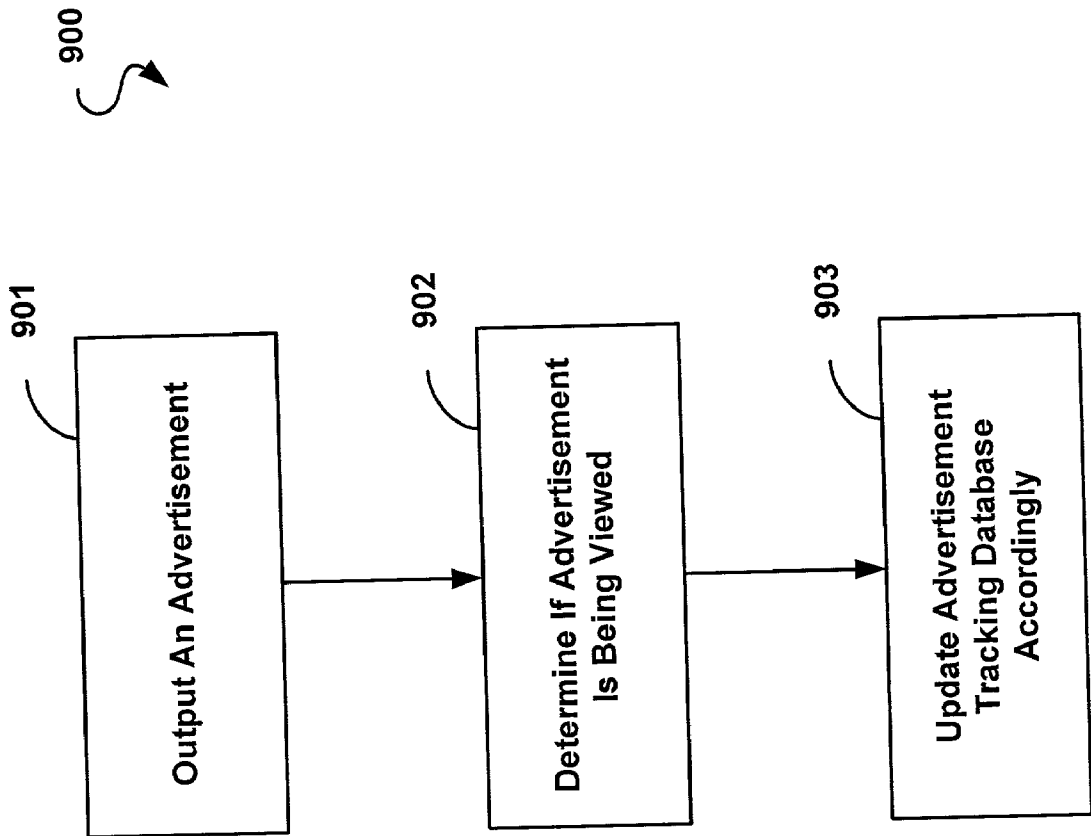 900
901
Output An Advertisement
902
Determine If Advertisement
Is Being Viewed
903
Update Advertisement
Tracking Database
Accordingly